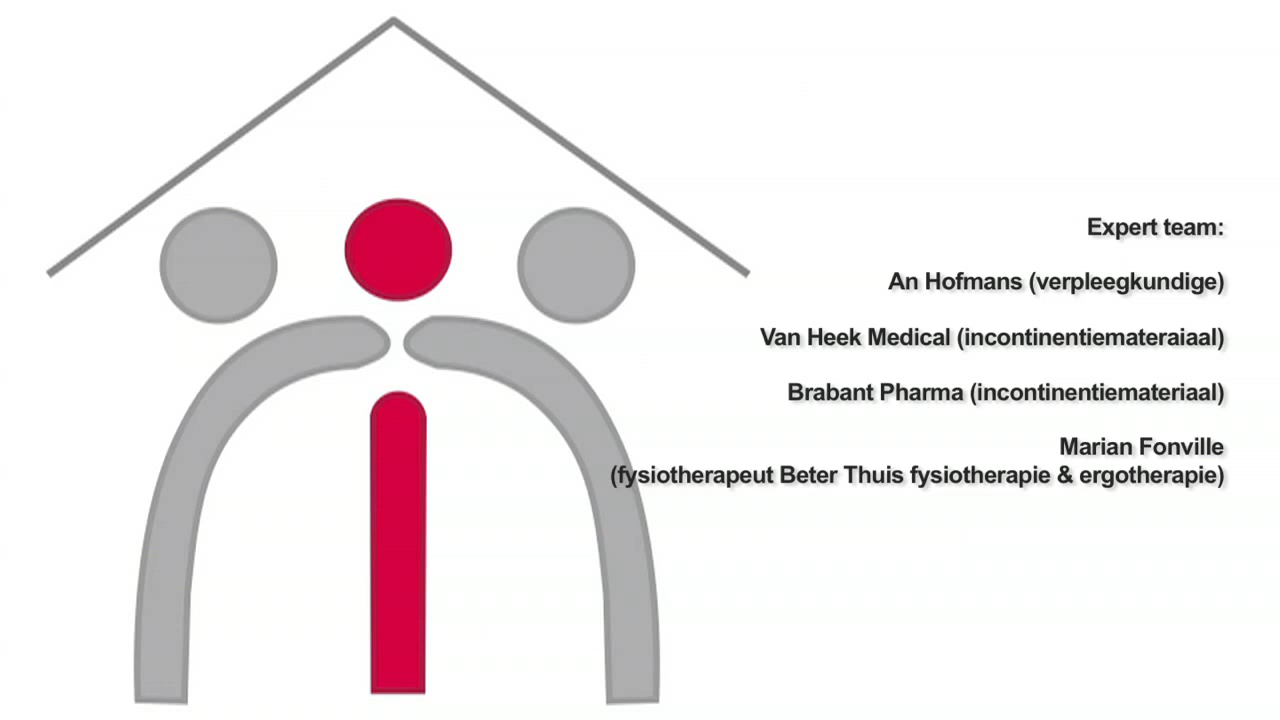 Expert team:
An Hofmans (verpleegkundige)
Van Heek Medical (incontinentiemateraiaal)
Brabant Pharma (incontinentiemateriaal)
Marian Fonville
(fysiotherapeut Beter Thuis fysiotherapie & ergotherapie)